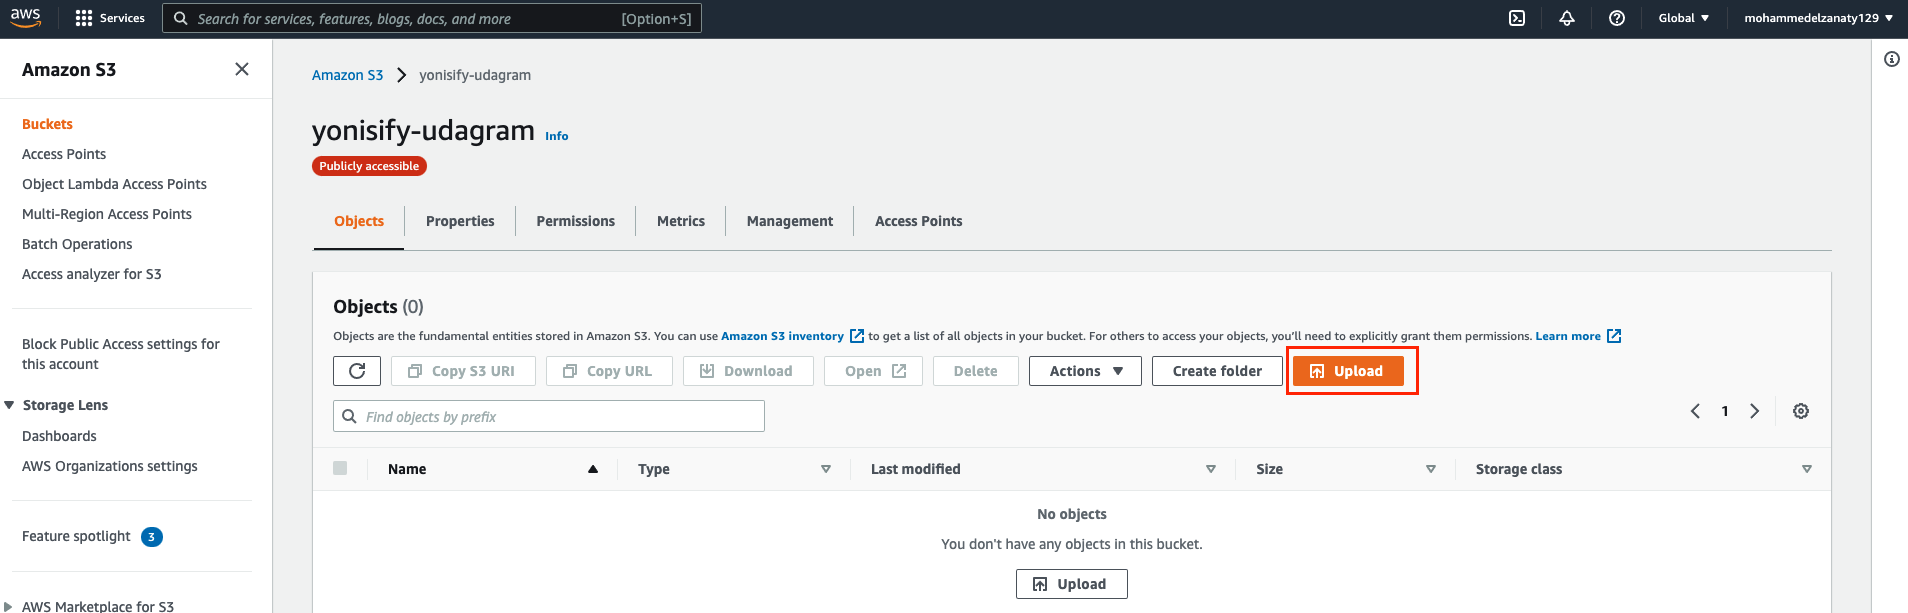 aws
Services
Search for services, features, blogs, docs, and more
[Option+S]
Global
mohammedelzanaty129
Amazon S3
Buckets
Access Points
Object Lambda Access Points
Multi-Region Access Points
Batch Operations
Access analyzer for S3
Block Public Access settings for
this account
Storage Lens
Dashboards
AWS Organizations settings
Feature spotlight 3
AWS Marketplace for S3
Amazon S3 > yonisify-udagram
yonisify-udagram Info
Publicly accessible
Objects Properties Permissions Metrics Management Access Points
Objects (0)
Objects are the fundamental entities stored in Amazon S3. You can use Amazon S3 inventory to get a list of all objects in your bucket. For others to access your objects, you'll need to explicitly grant them permissions. Learn more
Copy S3 URI Copy URL Download Open Delete Actions Create folder Upload
Find objects by prefix
1
Name Type Last modified Size Storage class
No objects
You don't have any objects in this bucket.
Upload